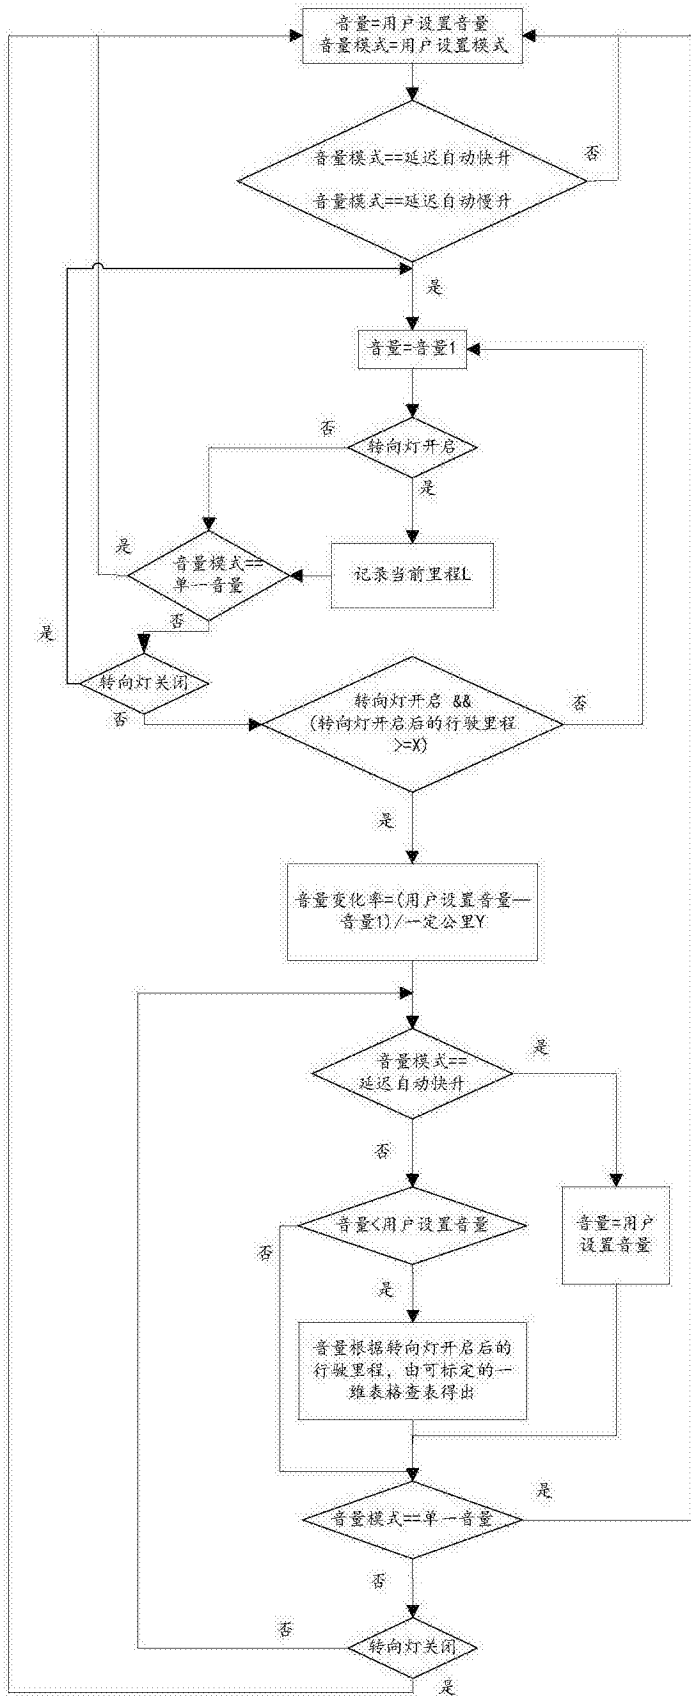 音量=用户设置音量
音量模式=用户设置模式
音量模式==延迟自动快升
否
音量模式==延迟自动慢升
是
音量=音量1
否
转向灯开启
是
是
音量模式==
单一音量
记录当前里程L
否
是
转向灯关闭
否
转向灯开启 &&
(转向灯开启后的行驶里程
>=X)
否
是
音量变化率=(用户设置音量—
音量1)/一定公里Y
音量模式==
延迟自动快升
是
否
音量<用户设置音量
音量=用户
设置音量
否
是
音量根据转向灯开启后的
行驶里程，由可标定的一
维表格查表得出
音量模式==单一音量
是
否
否
转向灯关闭
是